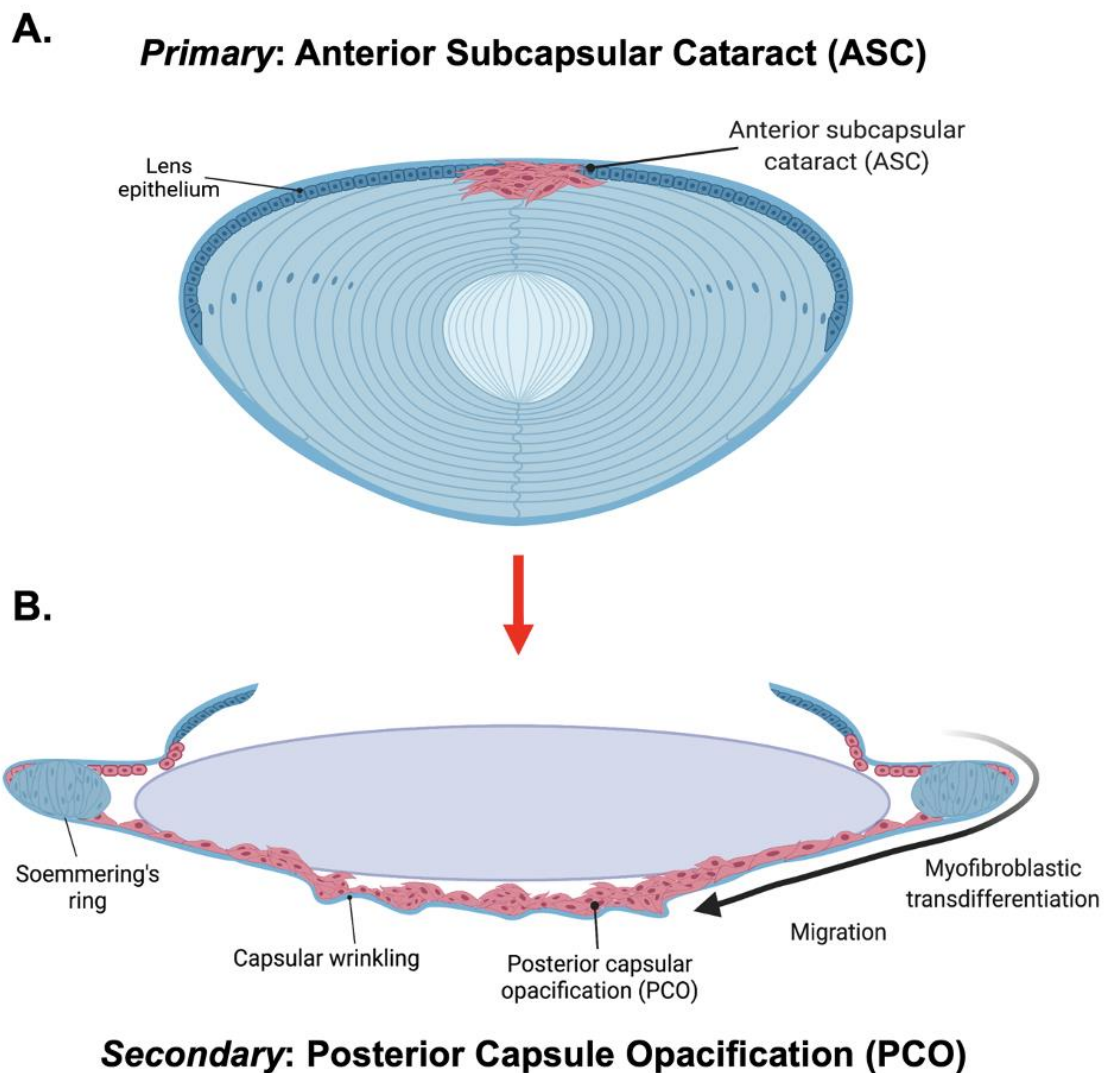 A.
Primary: Anterior Subcapsular Cataract (ASC)
Anterior subcapsular
cataract (ASC)
Lens
epithelium
B.
Soemmering's
ring
Capsular wrinkling
Posterior capsular
opacification (PCO)
Migration
Myofibroblastic
transdifferentiation
Secondary: Posterior Capsule Opacification (PCO)